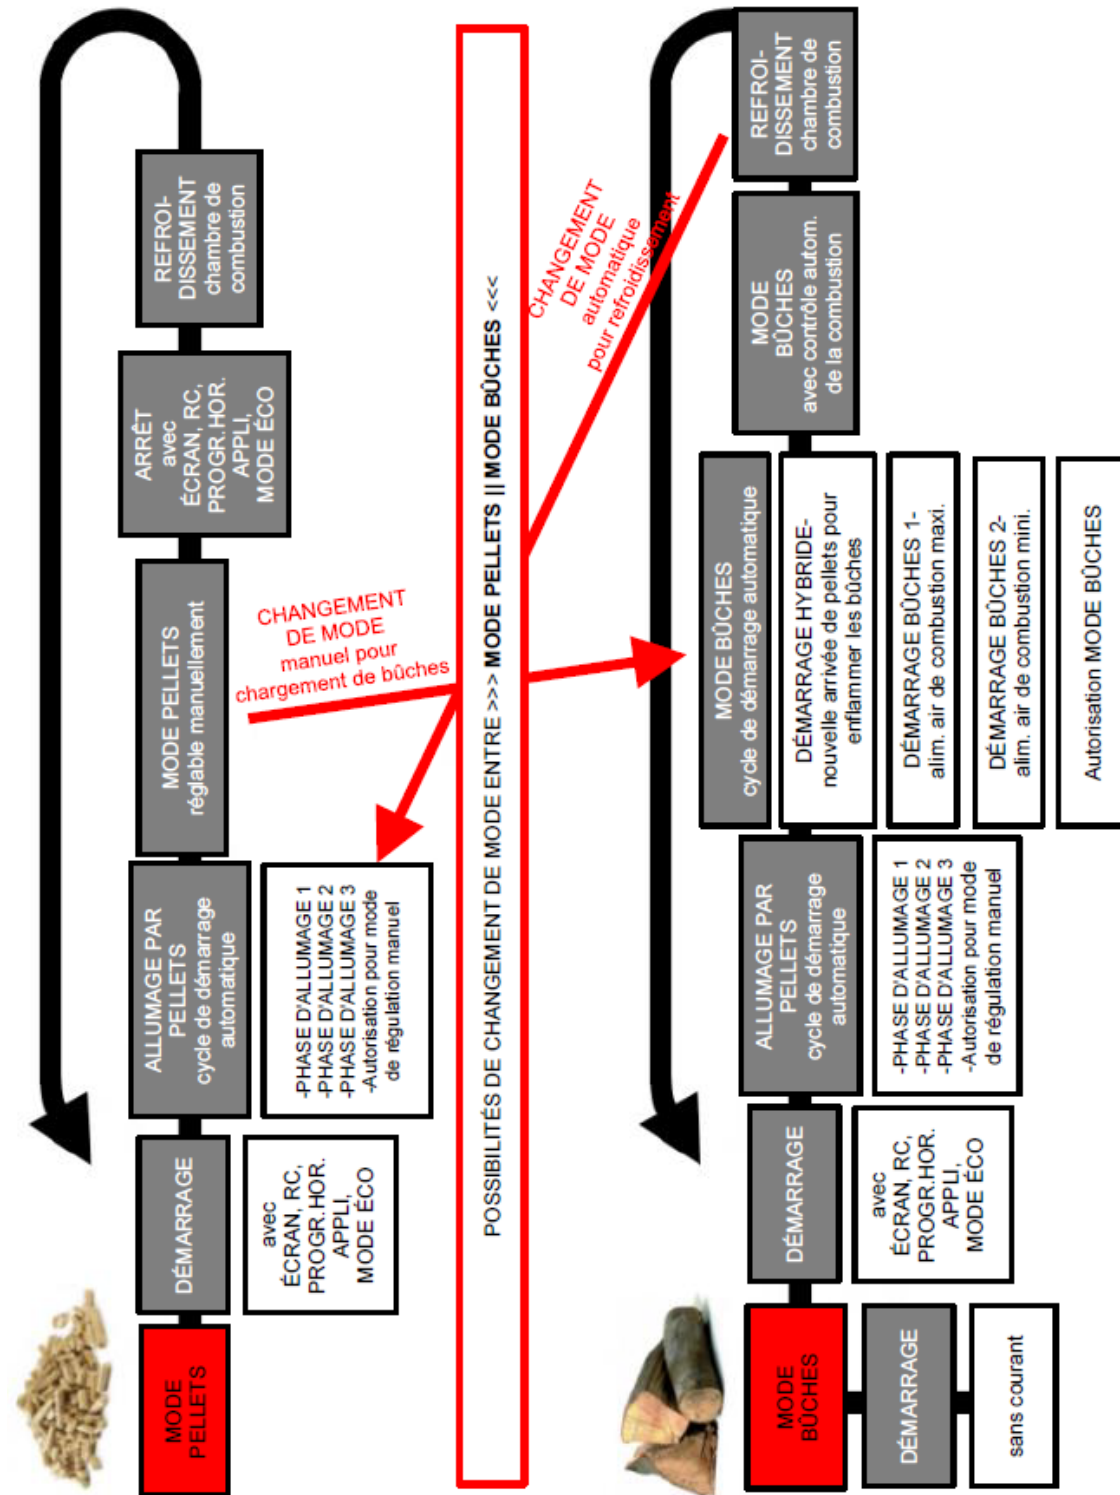 MODE
PELLETS
DÉMARRAGE
avec
ÉCRAN, RC,
PROGR.HOR.
APPLI,
MODE ÉCO
ALLUMAGE PAR
PELLETS
cycle de démarrage
automatique
-PHASE D'ALLUMAGE 1
-PHASE D'ALLUMAGE 2
-PHASE D'ALLUMAGE 3
-Autorisation pour mode
de régulation manuel
MODE PELLETS
réglable manuellement
ARRÊT
avec
ÉCRAN, RC,
PROGR.HOR.
APPLI,
MODE ÉCO
REFROI-
DISSEMENT
chambre de
combustion
CHANGEMENT
DE MODE
manuel pour
chargement de bûches
POSSIBILITÉS DE CHANGEMENT DE MODE ENTRE >>> MODE PELLETS || MODE BÛCHES <<<
CHANGEMENT
DE MODE
automatique
pour refroidissement
MODE
BÛCHES
DÉMARRAGE
sans courant
DÉMARRAGE
avec
ÉCRAN, RC,
PROGR.HOR.
APPLI,
MODE ÉCO
ALLUMAGE PAR
PELLETS
cycle de démarrage
automatique
-PHASE D'ALLUMAGE 1
-PHASE D'ALLUMAGE 2
-PHASE D'ALLUMAGE 3
-Autorisation pour mode
de régulation manuel
MODE BÛCHES
cycle de démarrage automatique
DÉMARRAGE HYBRIDE-
nouvelle arrivée de pellets pour
enflammer les bûches
DÉMARRAGE BÛCHES 1-
alim. air de combustion maxi.
DÉMARRAGE BÛCHES 2-
alim. air de combustion mini.
Autorisation MODE BÛCHES
MODE
BÛCHES
avec contrôle autom.
de la combustion
REFROI-
DISSEMENT
chambre de
combustion